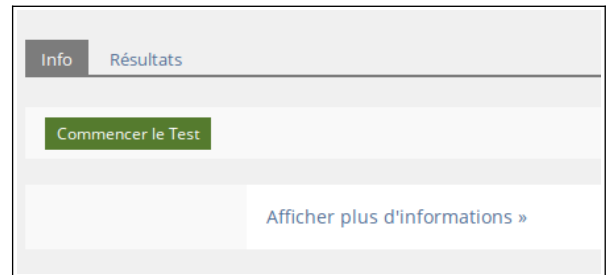 Info Résultats
Commencer le Test
Afficher plus d'informations »